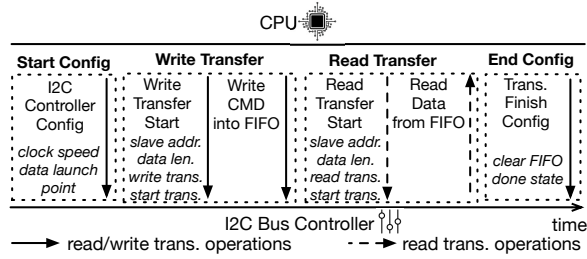 CPU
Start Config
I2C
Controller
Config
clock speed
data launch
point
Write Transfer
Write
Transfer
Start
slave addr.
data len.
write trans.
start trans.
Write
CMD
into FIFO
Read Transfer
Read
Transfer
Start
slave addr.
data len.
read trans.
start trans.
Read
Data
from FIFO
End Config
Trans.
Finish
Config
clear FIFO
done state
I2C Bus Controller
time
read/write trans. operations
read trans. operations